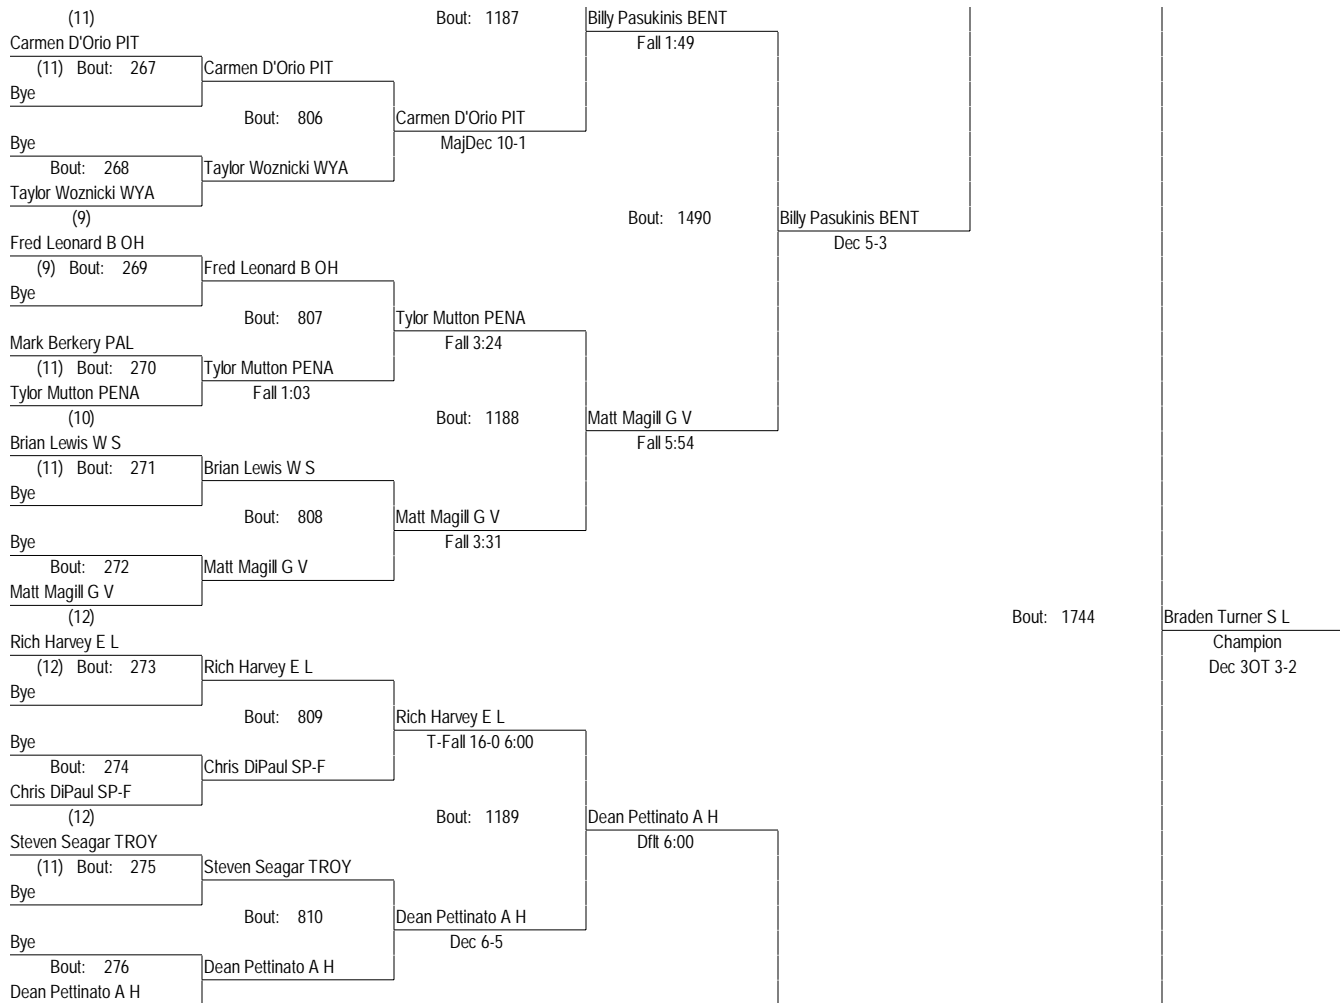 (11) Bout: 1187 Billy Pasukinis BENT
Carmen D'Orio PIT Fall 1:49
(11) Bout: 267 Carmen D'Orio PIT
Bye
Bout: 806 Carmen D'Orio PIT
Bye MajDec 10-1
Bout: 268 Taylor Woznicki WYA
Taylor Woznicki WYA
(9) Bout: 1490 Billy Pasukinis BENT
Fred Leonard B OH Dec 5-3
(9) Bout: 269 Fred Leonard B OH
Bye
Bout: 807 Tylor Mutton PENA
Mark Berkery PAL Fall 3:24
(11) Bout: 270 Tylor Mutton PENA
Tylor Mutton PENA Fall 1:03
(10) Bout: 1188 Matt Magill G V
Brian Lewis W S Fall 5:54
(11) Bout: 271 Brian Lewis W S
Bye
Bout: 808 Matt Magill G V
Bye Fall 3:31
Bout: 272 Matt Magill G V
Matt Magill G V
(12) Bout: 1744 Braden Turner S L
Rich Harvey E L Champion
(12) Bout: 273 Rich Harvey E L Dec 3OT 3-2
Bye
Bout: 809 Rich Harvey E L
Bye T-Fall 16-0 6:00
Bout: 274 Chris DiPaul SP-F
Chris DiPaul SP-F
(12) Bout: 1189 Dean Pettinato A H
Steven Seagar TROY Dflt 6:00
(11) Bout: 275 Steven Seagar TROY
Bye
Bout: 810 Dean Pettinato A H
Bye Dec 6-5
Bout: 276 Dean Pettinato A H
Dean Pettinato A H